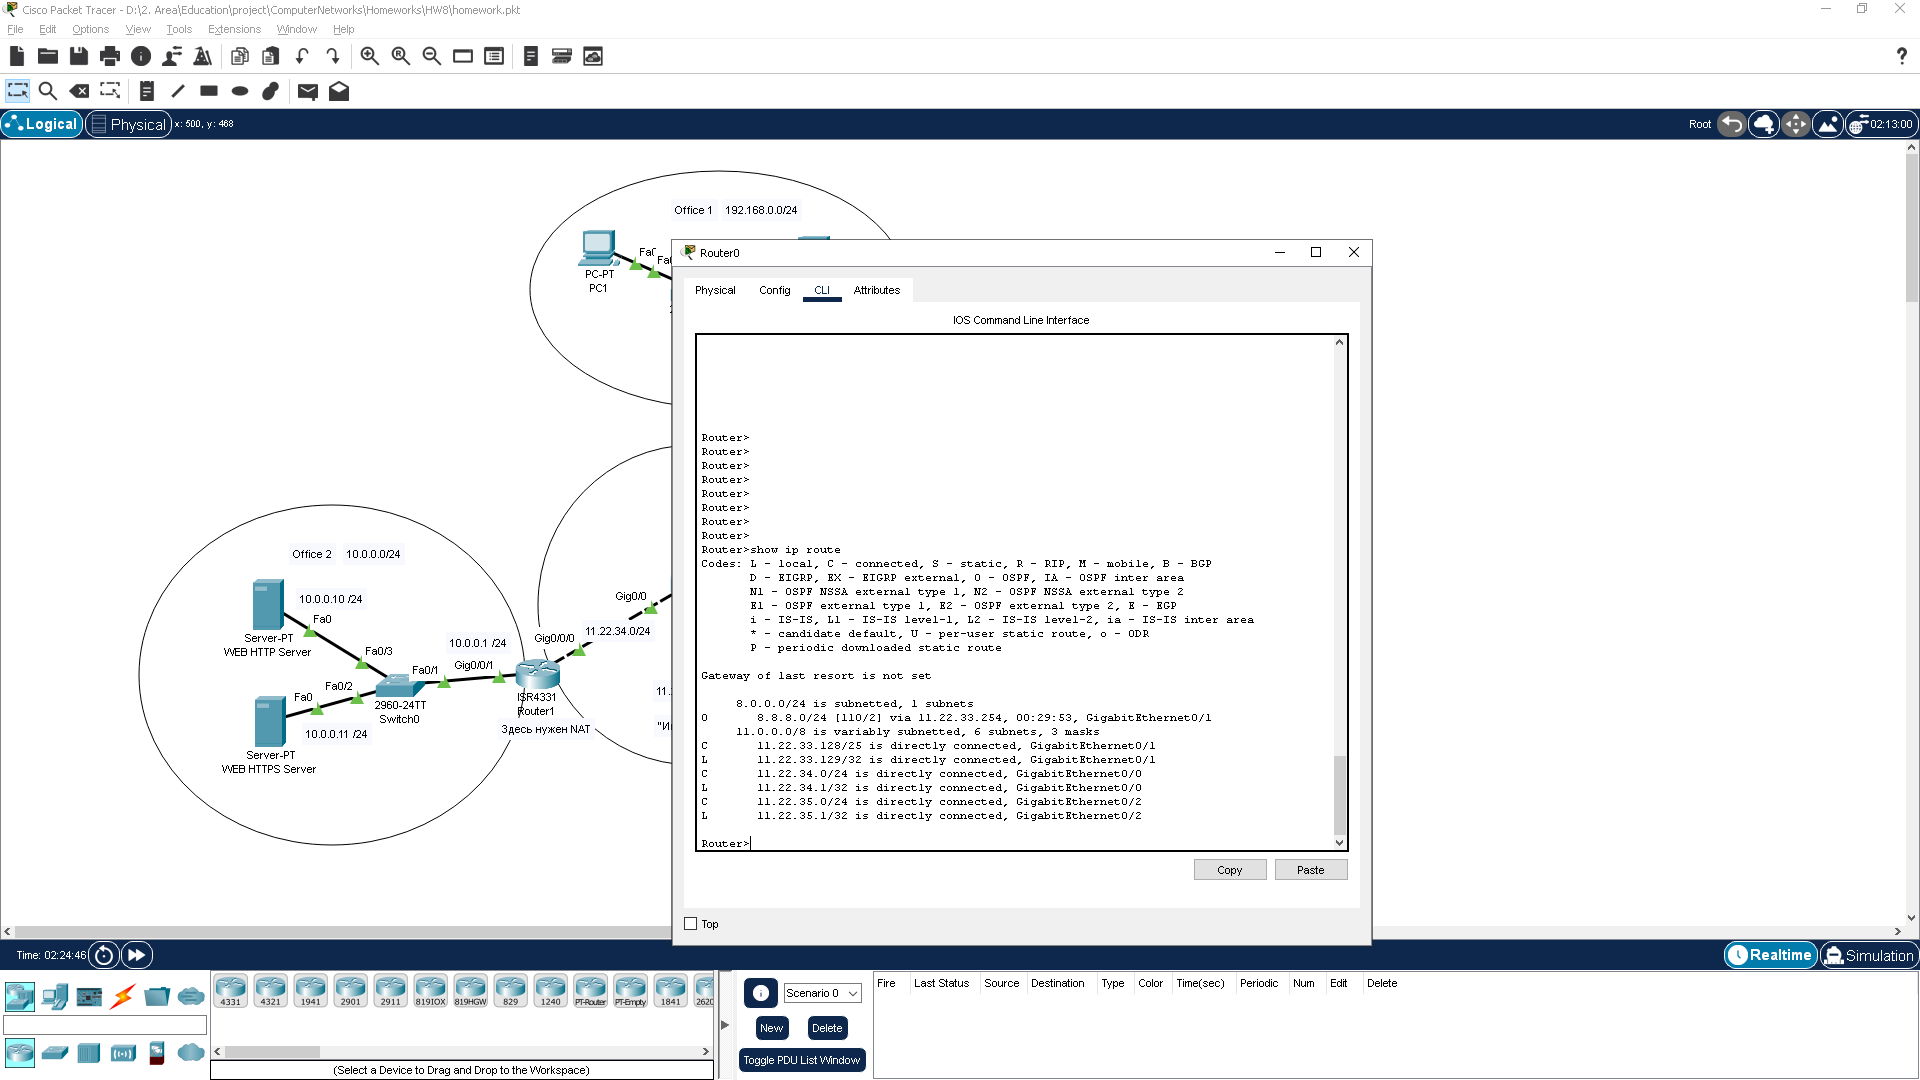 Cisco Packet Tracer - D:\2. Area\Education\project\ComputerNetworks\Homeworks\HW8\homework.pkt
File Edit Options View Tools Extensions Window Help
Logical Physical x: 500, y: 468 Root 02:13:00
Office 1 192.168.0.0/24
PC-PT
PC1
Fa0
Office 2 10.0.0.0/24
10.0.0.10 /24
Fa0
Server-PT
WEB HTTP Server
Fa0/3
Fa0/2
Fa0
Server-PT
WEB HTTPS Server
10.0.0.11 /24
2960-24TT
Switch0
Fa0/1
10.0.0.1 /24
Gig0/0/1
Gig0/0/0
ISR4331
Router1
Здесь нужен NAT
11.22.34.0/24
Gig0/0
11.
Router0
Physical Config CLI Attributes
IOS Command Line Interface
Router>
Router>
Router>
Router>
Router>
Router>
Router>
Router>
Router>show ip route
Codes: L - local, C - connected, S - static, R - RIP, M - mobile, B - BGP
D - EIGRP, EX - EIGRP external, O - OSPF, IA - OSPF inter area
N1 - OSPF NSSA external type 1, N2 - OSPF NSSA external type 2
E1 - OSPF external type 1, E2 - OSPF external type 2, E - EGP
i - IS-IS, L1 - IS-IS level-1, L2 - IS-IS level-2, ia - IS-IS inter area
* - candidate default, U - per-user static route, o - ODR
P - periodic downloaded static route
Gateway of last resort is not set
8.0.0.0/24 is subnetted, 1 subnets
O 8.8.8.0/24 [110/2] via 11.22.33.254, 00:29:53, GigabitEthernet0/1
11.0.0.0/8 is variably subnetted, 6 subnets, 3 masks
C 11.22.33.128/25 is directly connected, GigabitEthernet0/1
L 11.22.33.129/32 is directly connected, GigabitEthernet0/1
C 11.22.34.0/24 is directly connected, GigabitEthernet0/0
L 11.22.34.1/32 is directly connected, GigabitEthernet0/0
C 11.22.35.0/24 is directly connected, GigabitEthernet0/2
L 11.22.35.1/32 is directly connected, GigabitEthernet0/2
Router>
Copy Paste
Top
Time: 02:24:46 Realtime Simulation
4331 4321 1941 2901 2911 819IOX 819HGW 829 1240 PT-Router PT-Empty 1841 2620
(Select a Device to Drag and Drop to the Workspace)
Scenario 0
New Delete
Toggle PDU List Window
Fire Last Status Source Destination Type Color Time(sec) Periodic Num Edit Delete